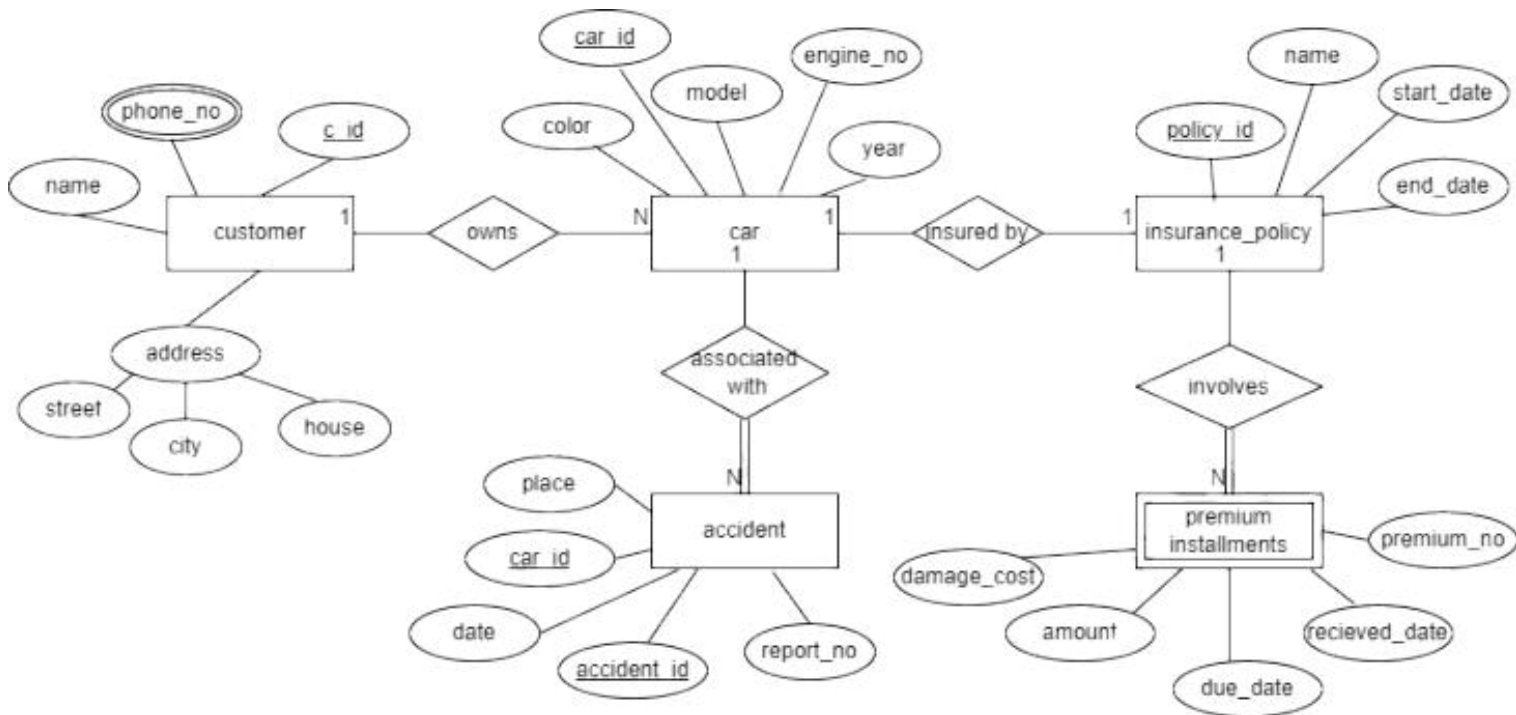 car_id
engine_no
name
phone_no
model
start_date
c_id
color
policy_id
year
name
end_date
customer
1
owns
N
car
1
1
Insured by
1
insurance_policy
1
address
associated
with
involves
street
house
city
N
N
place
accident
premium
installments
premium_no
car_id
damage_cost
date
amount
recieved_date
report_no
accident_id
due_date